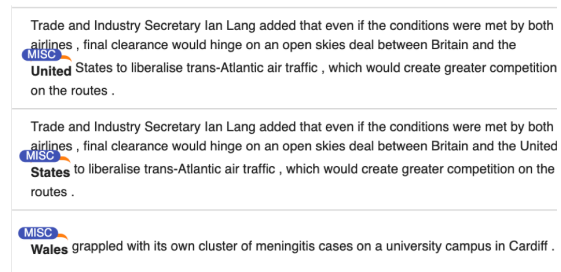 Trade and Industry Secretary Ian Lang added that even if the conditions were met by both
airlines , final clearance would hinge on an open skies deal between Britain and the
MISC
United States to liberalise trans-Atlantic air traffic , which would create greater competition
on the routes .
Trade and Industry Secretary Ian Lang added that even if the conditions were met by both
airlines , final clearance would hinge on an open skies deal between Britain and the United
MISC
States to liberalise trans-Atlantic air traffic , which would create greater competition on the
routes .
MISC
Wales grappled with its own cluster of meningitis cases on a university campus in Cardiff .